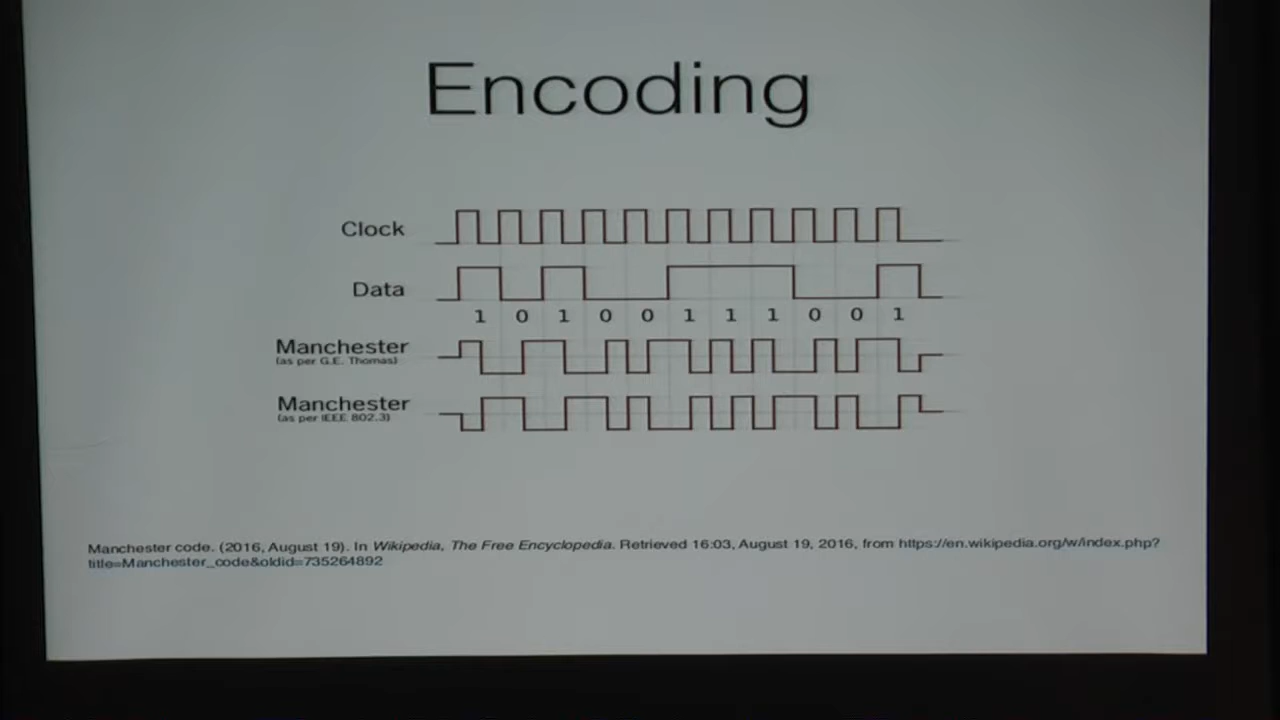 Encoding
Clock
Data
1 0 1 0 0 1 1 1 0 0 1
Manchester
(as per G.E. Thomas)
Manchester
(as per IEEE 802.3)
Manchester code. (2016, August 19). In Wikipedia, The Free Encyclopedia. Retrieved 16:03, August 19, 2016, from https://en.wikipedia.org/w/index.php?
title=Manchester_code&oldid=735264892